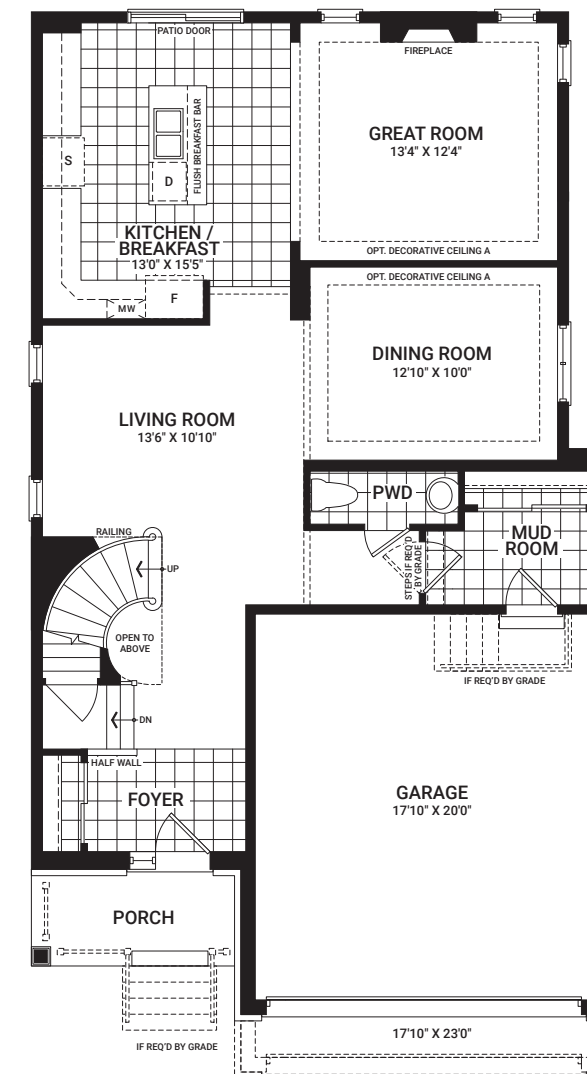 PATIO DOOR
FIREPLACE
GREAT ROOM
13'4" X 12'4"
S
FLUSH BREAKFAST BAR
D
KITCHEN /
BREAKFAST
13'0" X 15'5"
OPT. DECORATIVE CEILING A
OPT. DECORATIVE CEILING A
F
MW
DINING ROOM
12'10" X 10'0"
LIVING ROOM
13'6" X 10'10"
PWD
MUD
ROOM
RAILING
STEPS IF REQ'D
BY GRADE
UP
OPEN TO
ABOVE
IF REQ'D BY GRADE
DN
HALF WALL
FOYER
GARAGE
17'10" X 20'0"
PORCH
17'10" X 23'0"
IF REQ'D BY GRADE